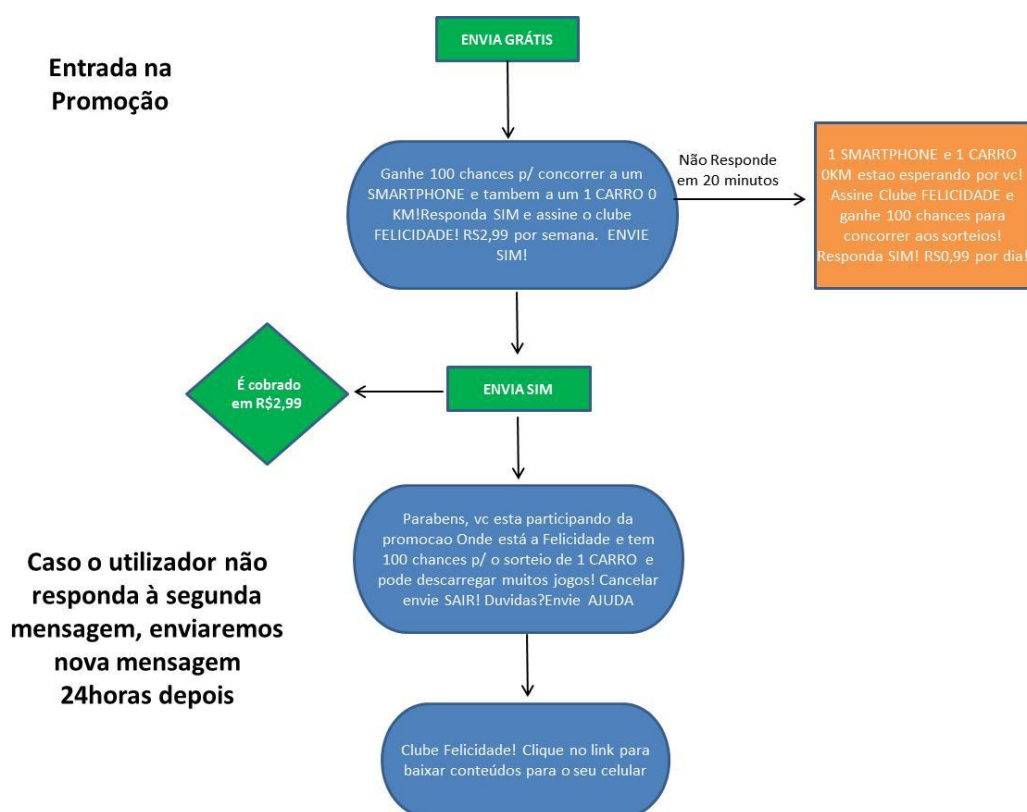 ENVIA GRÁTIS
Entrada na
Promoção
Ganhe 100 chances p/ concorrer a um
SMARTPHONE e tambem a um 1 CARRO 0
KM!Responda SIM e assine o clube
FELICIDADE! RS2,99 por semana. ENVIE
SIM!
Não Responde
em 20 minutos
1 SMARTPHONE e 1 CARRO
0KM estao esperando por vc!
Assine Clube FELICIDADE e
ganhe 100 chances para
concorrer aos sorteios!
Responda SIM! RS0,99 por dia!
É cobrado
em R$2,99
ENVIA SIM
Parabens, vc esta participando da
promocao Onde está a Felicidade e tem
100 chances p/ o sorteio de 1 CARRO e
pode descarregar muitos jogos! Cancelar
envie SAIR! Duvidas?Envie AJUDA
Caso o utilizador não
responda à segunda
mensagem, enviaremos
nova mensagem
24horas depois
Clube Felicidade! Clique no link para
baixar conteúdos para o seu celular